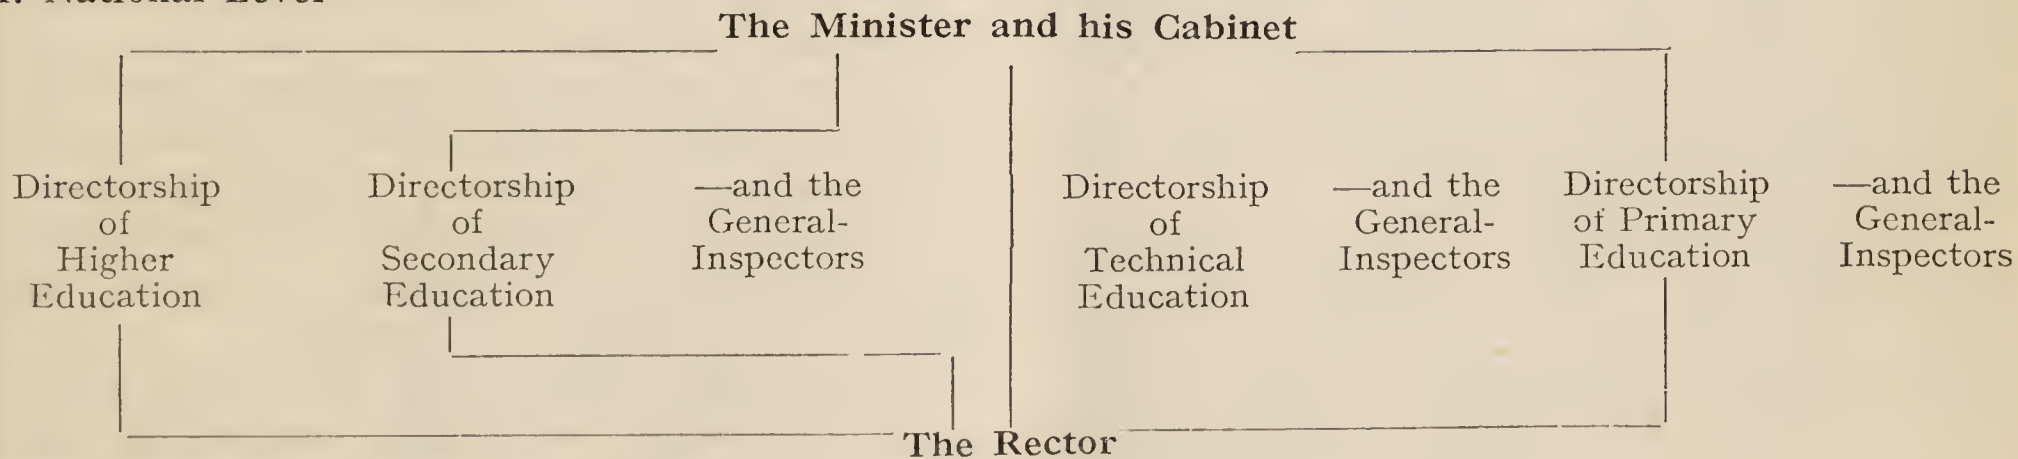 The Minister and his Cabinet
Directorship
of
Higher
Education
Directorship
of
Secondary
Education
—and the
General-
Inspectors
Directorship
of
Technical
Education
—and the
General-
Inspectors
Directorship
of Primary
Education
—and the
General-
Inspectors
The Rector